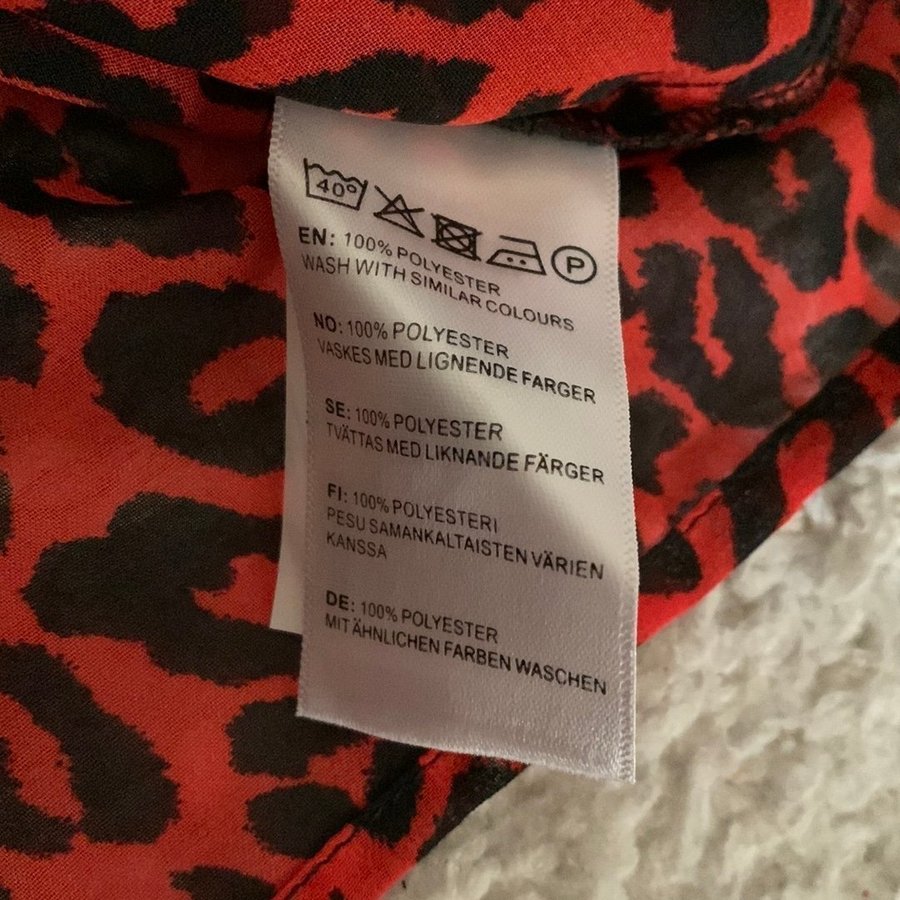 40° P
EN: 100% POLYESTER
WASH WITH SIMILAR COLOURS
NO: 100% POLYESTER
VASKES MED LIGNENDE FARGER
SE: 100% POLYESTER
TVÄTTAS MED LIKNANDE FÄRGER
FI: 100% POLYESTERI
PESU SAMANKALTAISTEN VÄRIEN
KANSSA
DE: 100% POLYESTER
MIT ÄHNLICHEN FARBEN WASCHEN